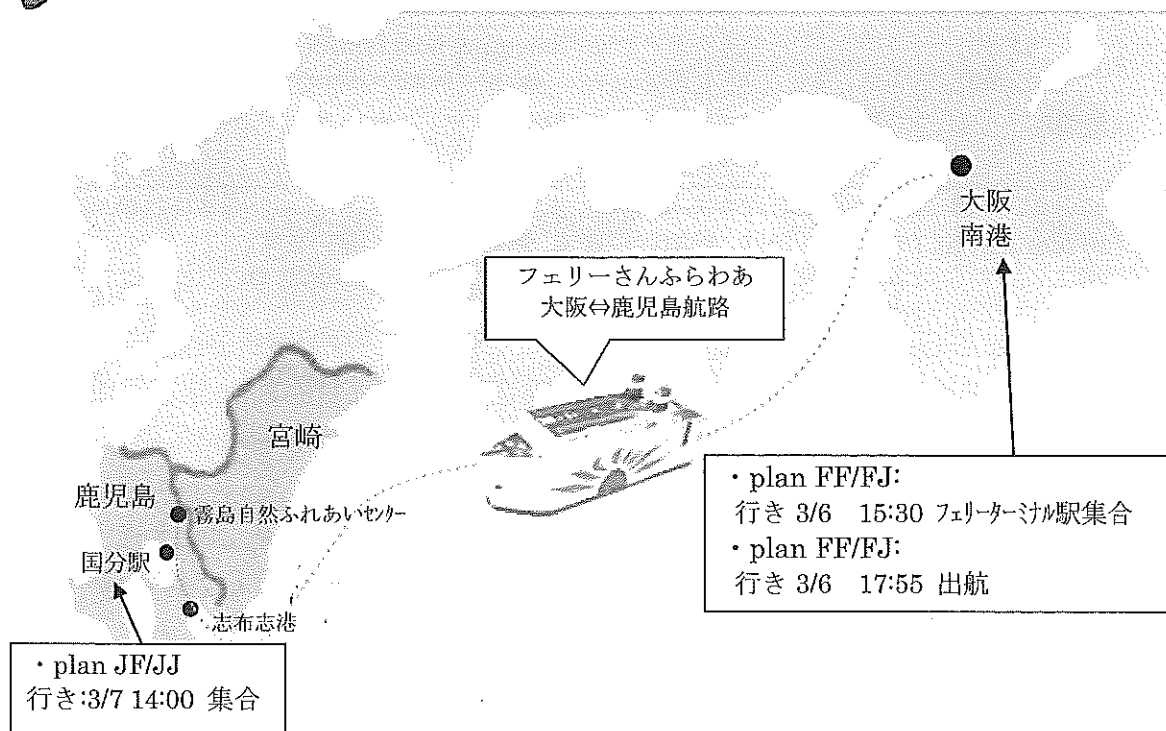 大阪
南港
フェリーさんふらわあ
大阪⇔鹿児島航路
宮崎
鹿児島
霧島自然ふれあいセンター
国分駅
志布志港
・plan FF/FJ:
行き 3/6 15:30 フェリーターミナル駅集合
・plan FF/FJ:
行き 3/6 17:55 出航
・plan JF/JJ
行き:3/7 14:00 集合